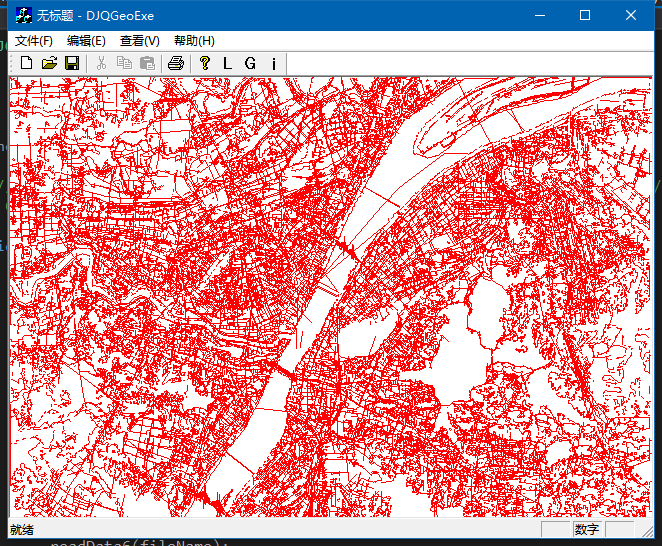 无标题 - DJQGeoExe
文件(F) 编辑(E) 查看(V) 帮助(H)
? L G i
就绪
数字
readData6(fileName);